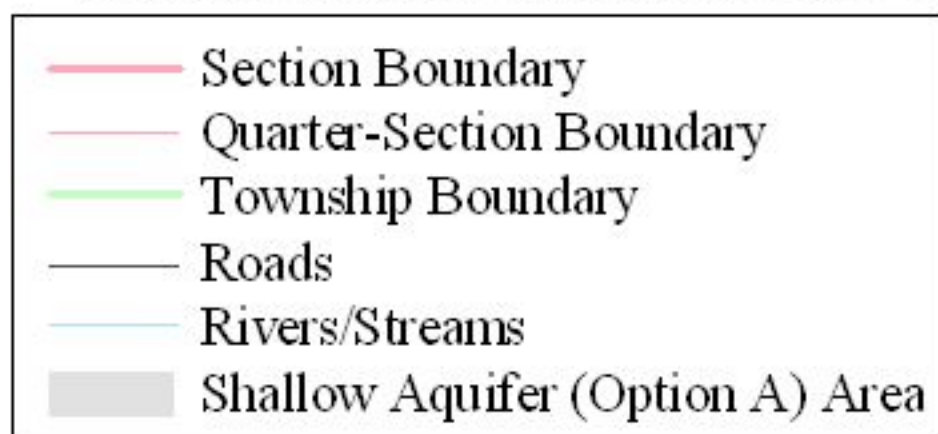 Section Boundary
Quarter-Section Boundary
Township Boundary
Roads
Rivers/Streams
Shallow Aquifer (Option A) Area